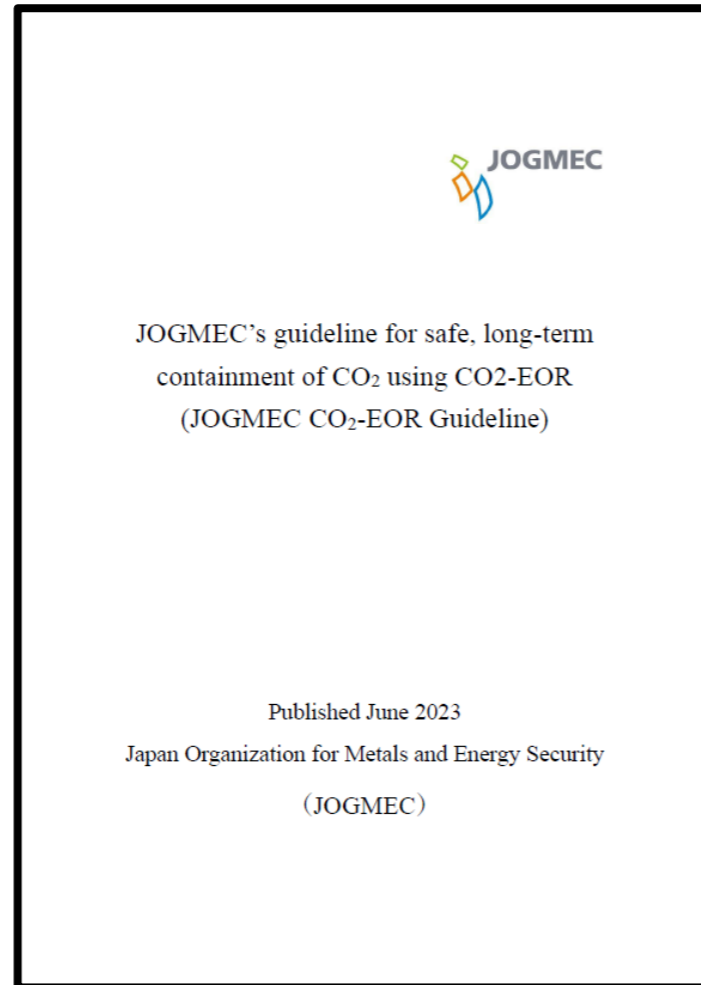 JOGMEC
JOGMEC’s guideline for safe, long-term
containment of CO₂ using CO2-EOR
(JOGMEC CO₂-EOR Guideline)
Published June 2023
Japan Organization for Metals and Energy Security
（JOGMEC）